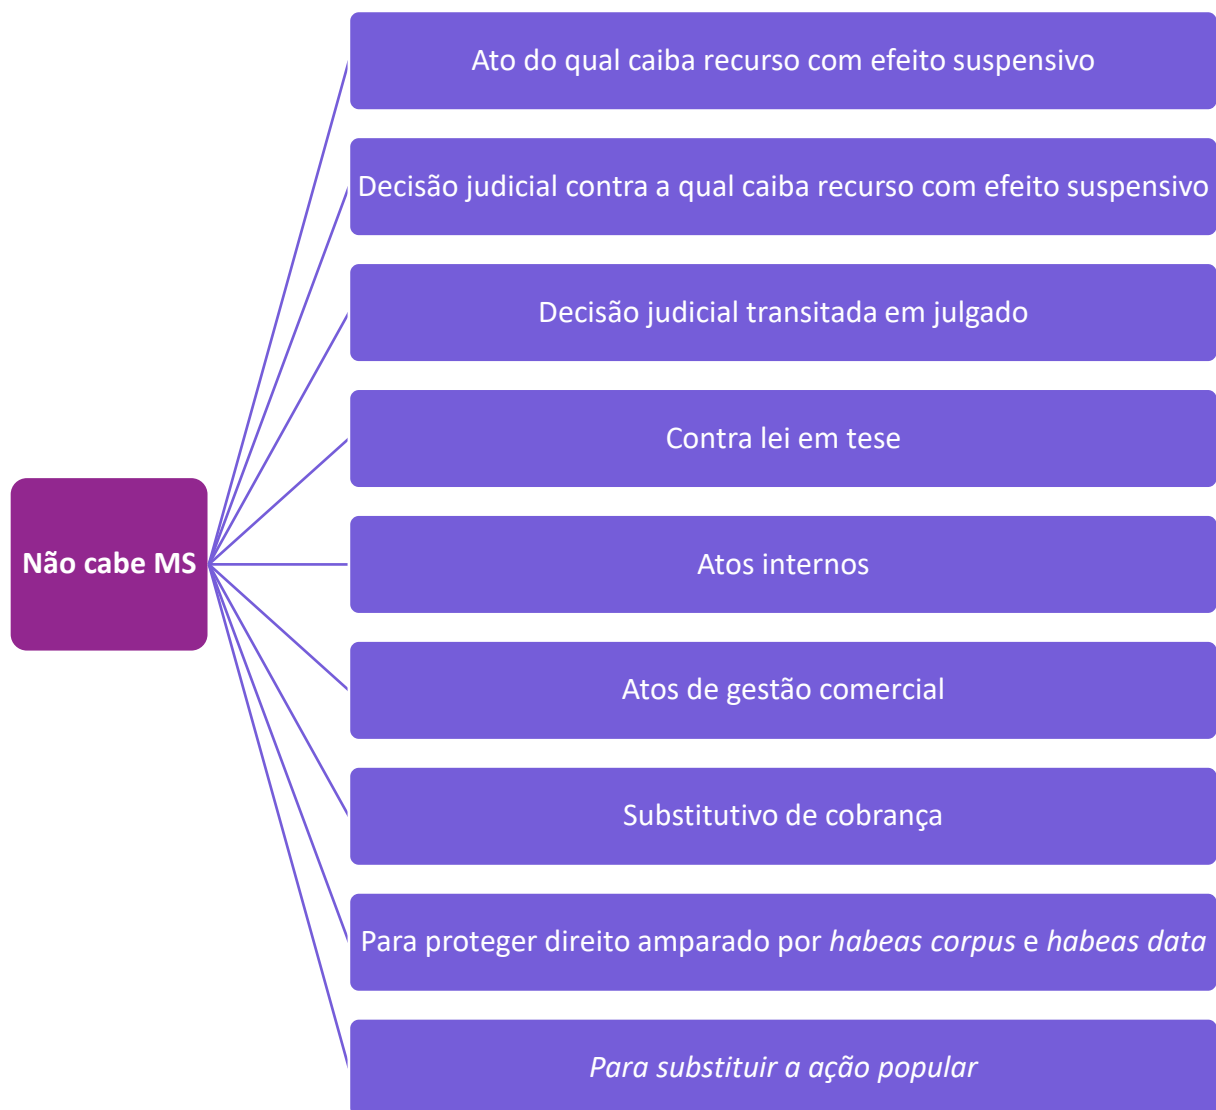 Ato do qual caiba recurso com efeito suspensivo
Decisão judicial contra a qual caiba recurso com efeito suspensivo
Decisão judicial transitada em julgado
Contra lei em tese
Não cabe MS
Atos internos
Atos de gestão comercial
Substitutivo de cobrança
Para proteger direito amparado por habeas corpus e habeas data
Para substituir a ação popular